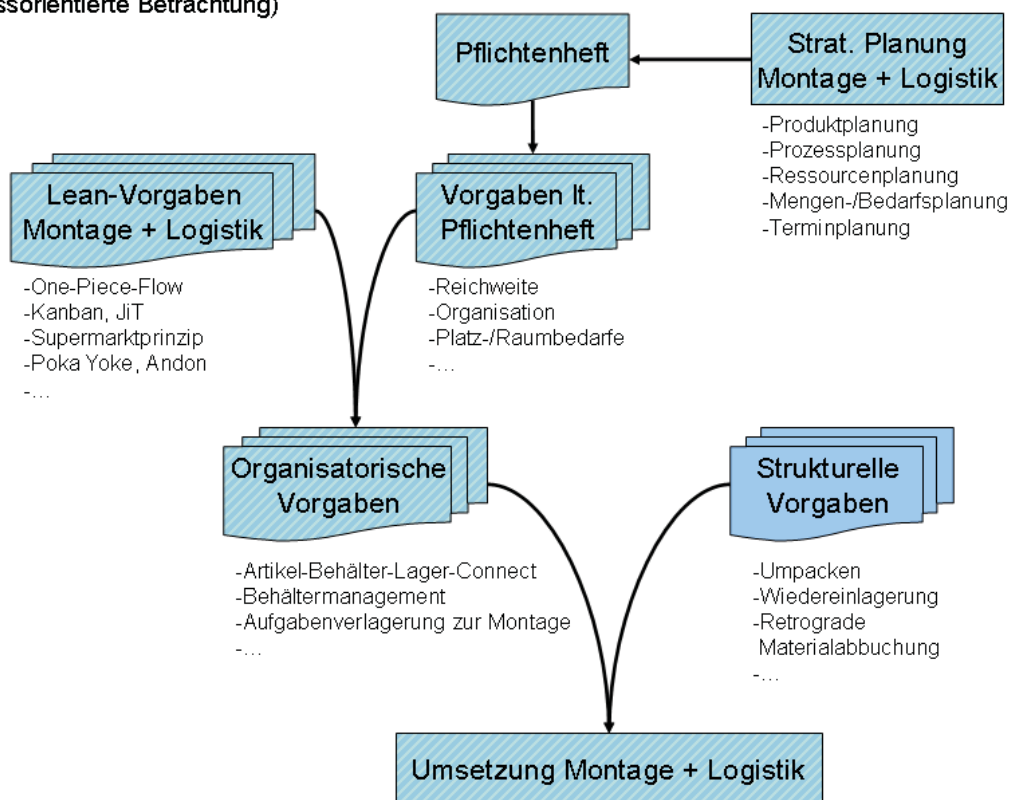 ssorientierte Betrachtung)
Pflichtenheft
Strat. Planung
Montage + Logistik
-Produktplanung
-Prozessplanung
-Ressourcenplanung
-Mengen-/Bedarfsplanung
-Terminplanung
Lean-Vorgaben
Montage + Logistik
-One-Piece-Flow
-Kanban, JiT
-Supermarktprinzip
-Poka Yoke, Andon
-...
Vorgaben lt.
Pflichtenheft
-Reichweite
-Organisation
-Platz-/Raumbedarfe
-...
Organisatorische
Vorgaben
-Artikel-Behälter-Lager-Connect
-Behältermanagement
-Aufgabenverlagerung zur Montage
-...
Strukturelle
Vorgaben
-Umpacken
-Wiedereinlagerung
-Retrograde
Materialabbuchung
-...
Umsetzung Montage + Logistik